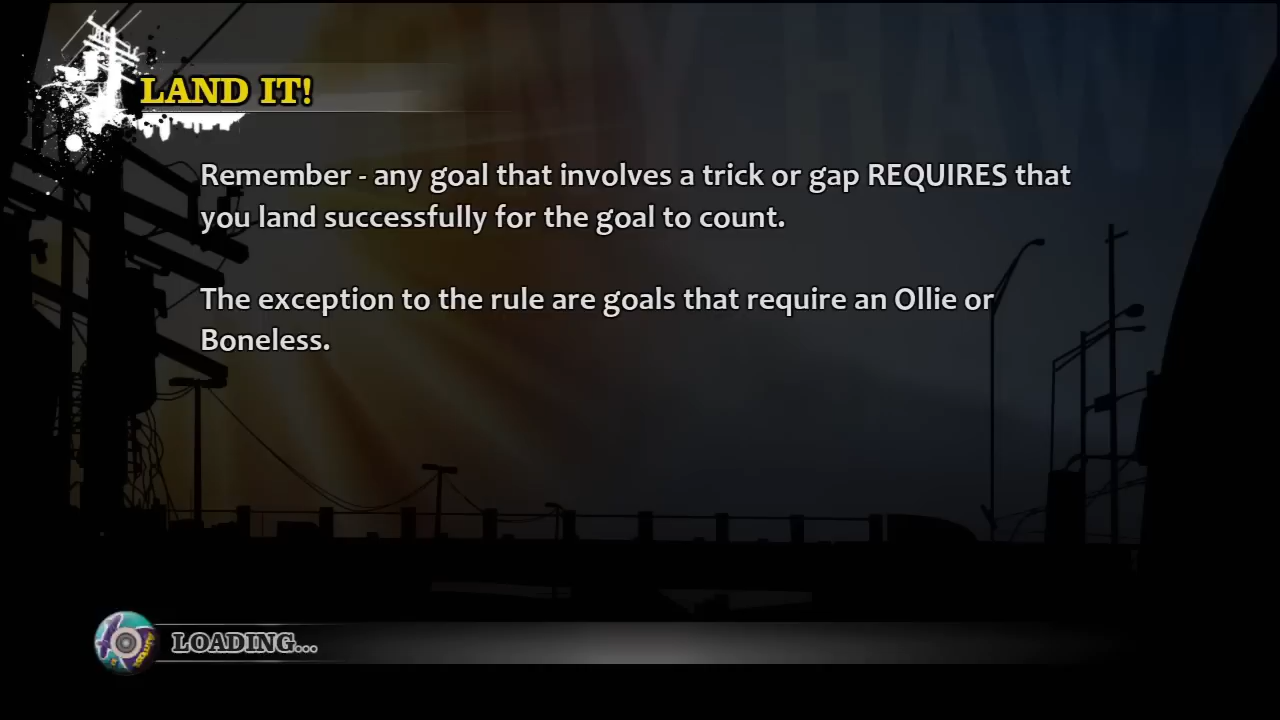 LAND IT!
Remember - any goal that involves a trick or gap REQUIRES that
you land successfully for the goal to count.
The exception to the rule are goals that require an Ollie or
Boneless.
LOADING...